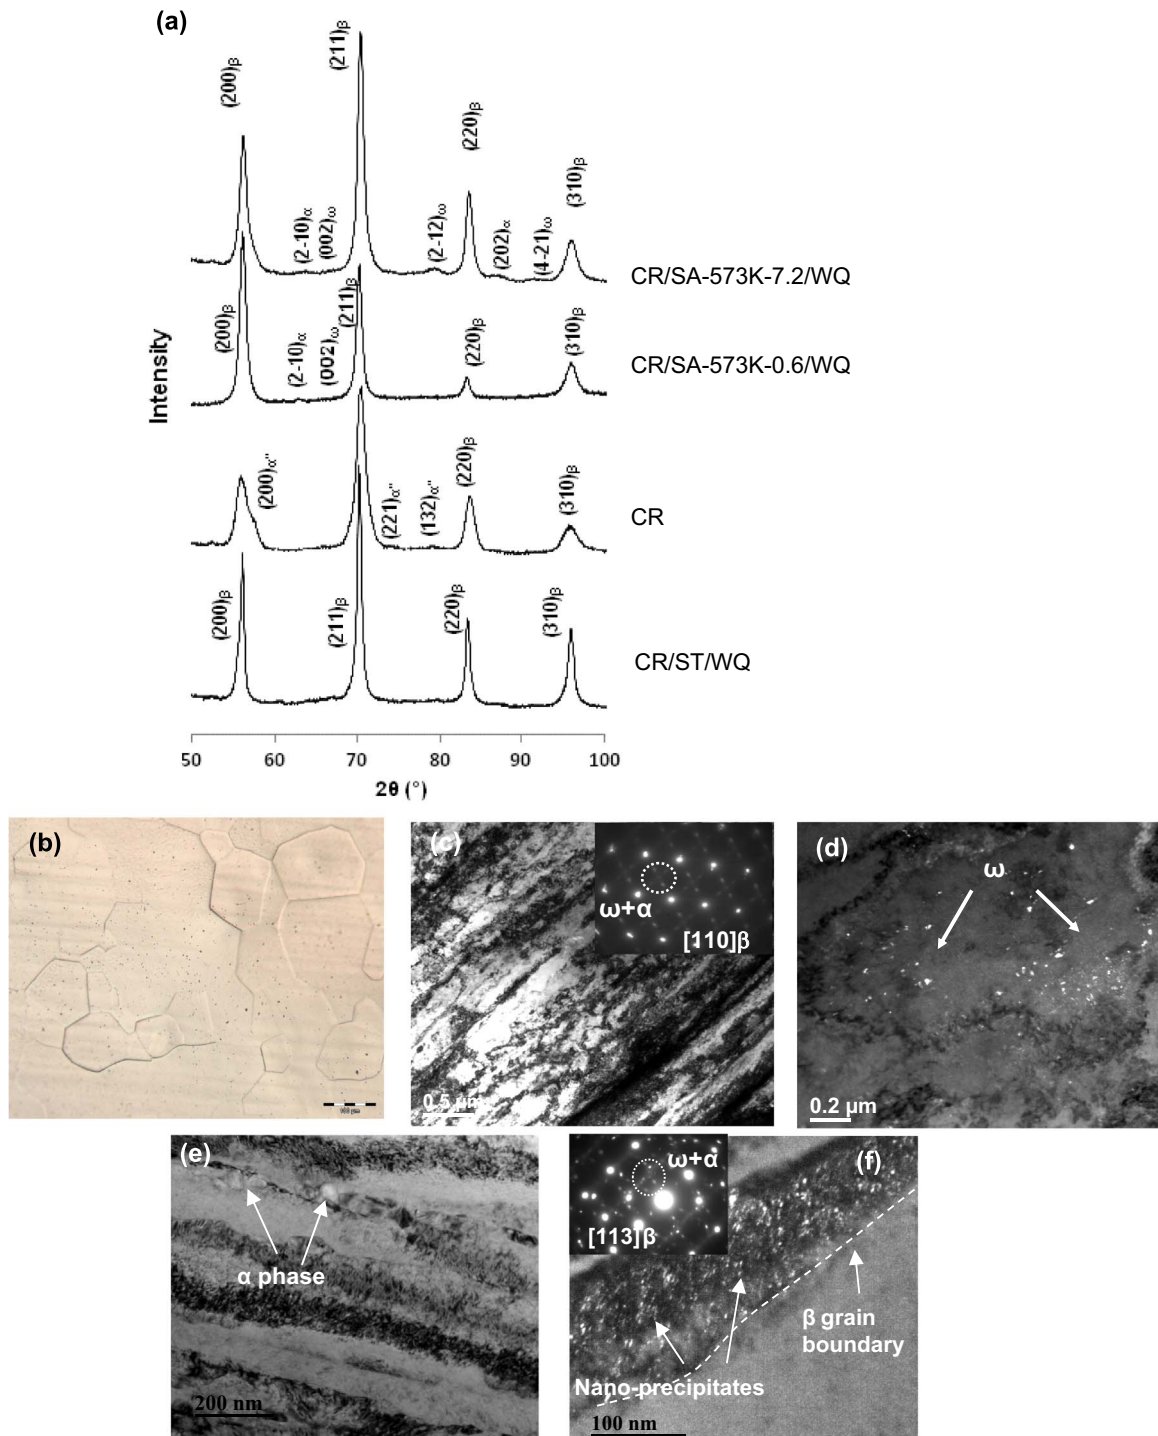 (a)
(200)β
(211)β
(220)β
(310)β
(2-10)α
(002)ω
(2-12)ω
(202)α
(4-21)ω
CR/SA-573K-7.2/WQ
(200)β
(2-10)α
(002)ω
(211)β
(220)β
(310)β
CR/SA-573K-0.6/WQ
(200)α"
(221)α"
(132)α"
(220)β
(310)β
CR
(200)β
(211)β
(220)β
(310)β
CR/ST/WQ
Intensity
50 60 70 80 90 100
2θ (°)
(b)
(c)
ω+α
[110]β
0.5 µm
(d)
ω
0.2 µm
(e)
α phase
200 nm
(f)
ω+α
[113]β
β grain
boundary
Nano-precipitates
100 nm